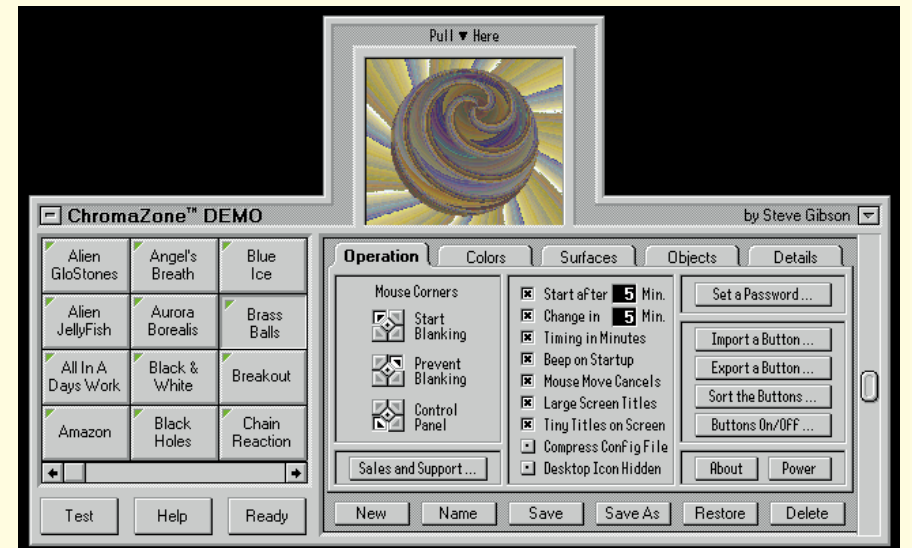 Pull ▼ Here
ChromaZone™ DEMO
by Steve Gibson
Alien
GloStones
Angel's
Breath
Blue
Ice
Alien
JellyFish
Aurora
Borealis
Brass
Balls
All In A
Days Work
Black &
White
Breakout
Amazon
Black
Holes
Chain
Reaction
Test
Help
Ready
Operation
Colors
Surfaces
Objects
Details
Mouse Corners
Start
Blanking
Prevent
Blanking
Control
Panel
Sales and Support...
Start after 5 Min.
Change in 5 Min.
Timing in Minutes
Beep on Startup
Mouse Move Cancels
Large Screen Titles
Tiny Titles on Screen
Compress Config File
Desktop Icon Hidden
Set a Password...
Import a Button...
Export a Button...
Sort the Buttons...
Buttons On/Off...
About
Power
New
Name
Save
Save As
Restore
Delete